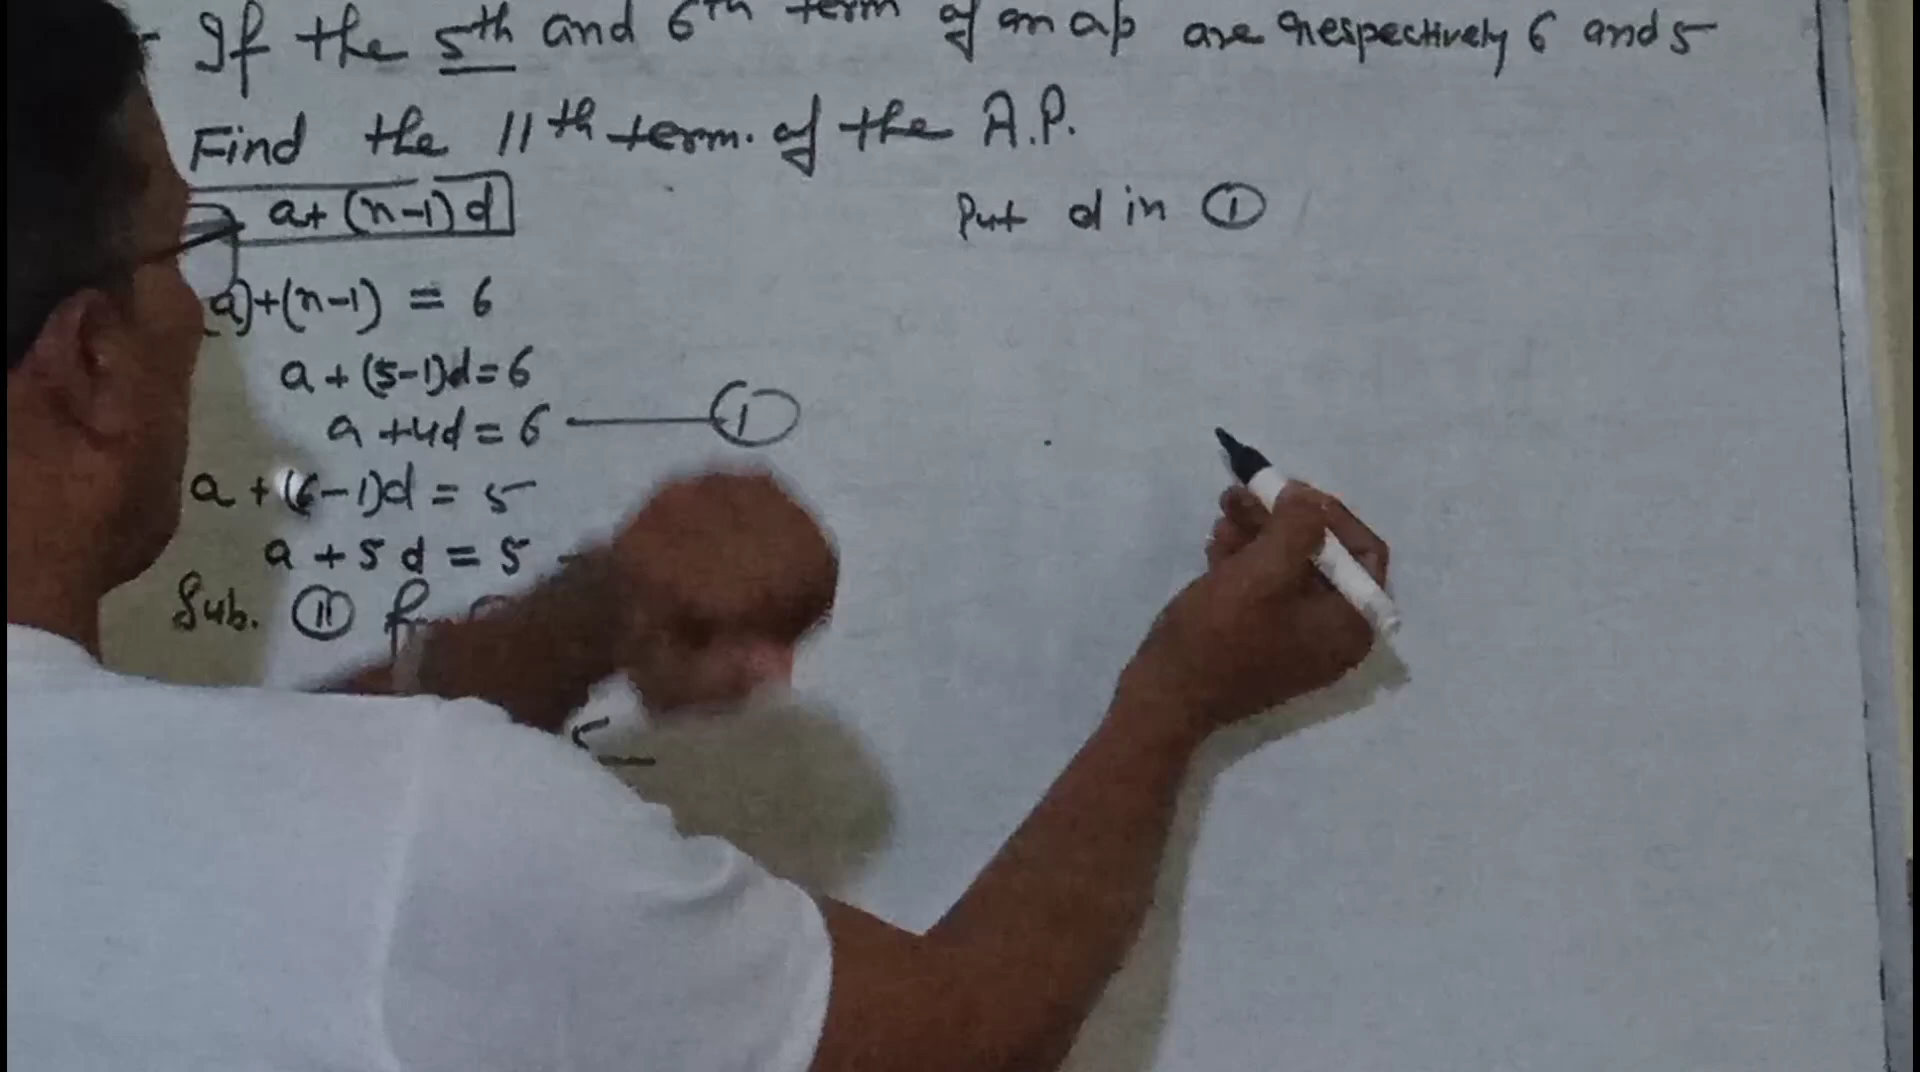 If the 5th and 6th term of an ap are respectively 6 and 5
Find the 11th term. of the A.P.
a+(n-1)d
a)+(n-1) = 6
a+(5-1)d=6
a+4d=6 ① 
a+(6-1)d = 5
a+5d=5
Sub. ⑪
Put d in ①